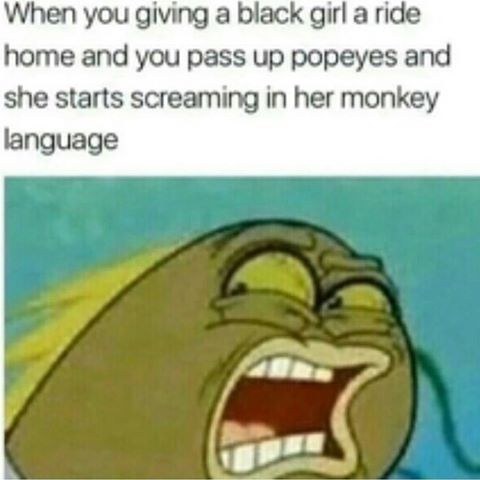 When you giving a black girl a ride
home and you pass up popeyes and
she starts screaming in her monkey
language